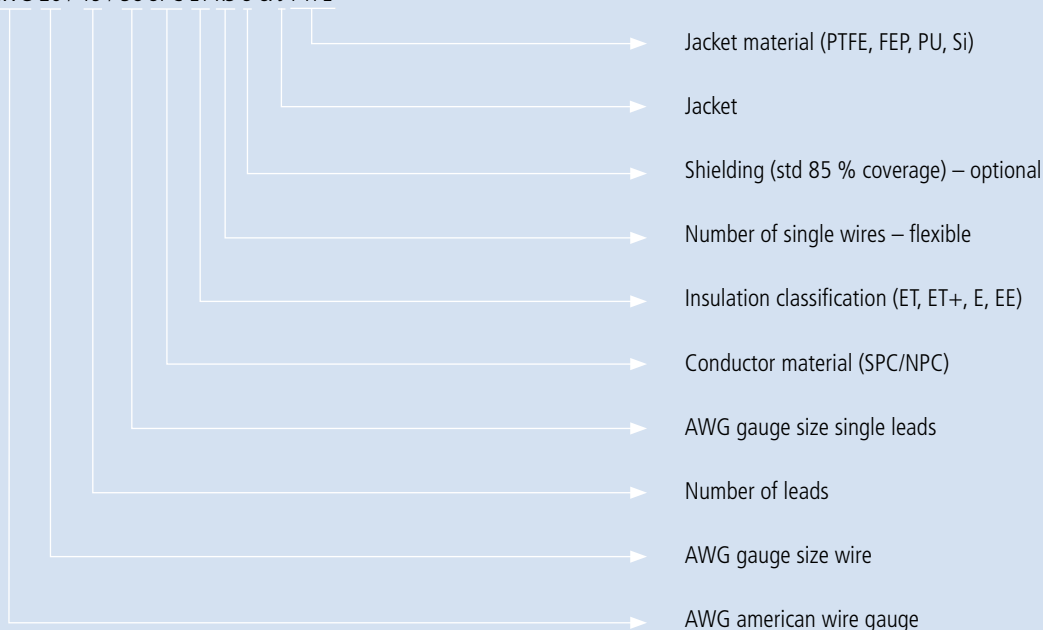 Jacket material (PTFE, FEP, PU, Si)
Jacket
Shielding (std 85 % coverage) – optional
Number of single wires – flexible
Insulation classification (ET, ET+, E, EE)
Conductor material (SPC/NPC)
AWG gauge size single leads
Number of leads
AWG gauge size wire
AWG american wire gauge